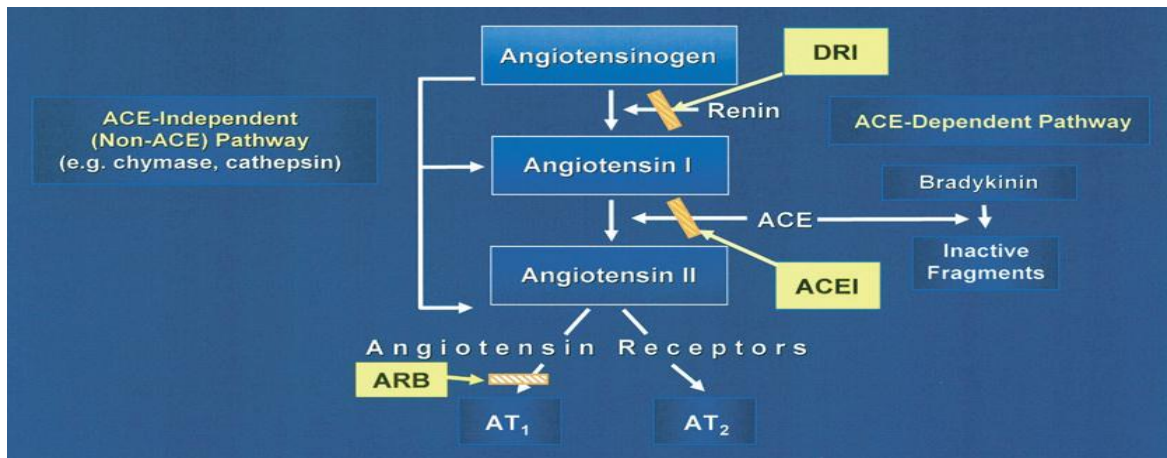 Angiotensinogen
DRI
Renin
ACE-Independent
(Non-ACE) Pathway
(e.g. chymase, cathepsin)
ACE-Dependent Pathway
Angiotensin I
Bradykinin
ACE
Inactive
Fragments
Angiotensin II
ACEI
Angiotensin Receptors
ARB
AT₁
AT₂